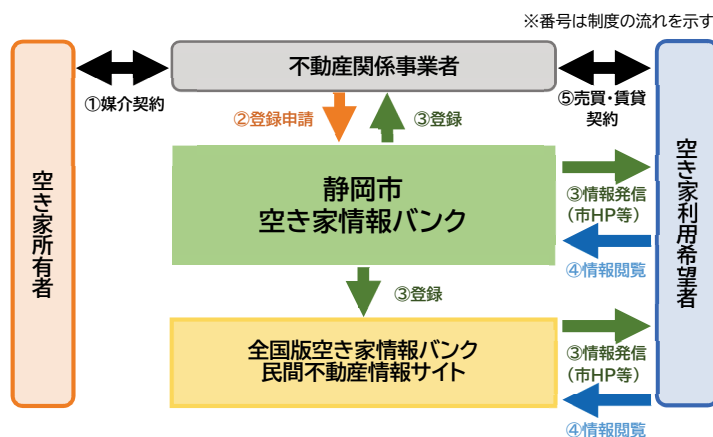 ※番号は制度の流れを示す
不動産関係事業者
①媒介契約
⑤売買・賃貸
契約
②登録申請
③登録
空き家所有者
静岡市
空き家情報バンク
③情報発信
(市HP等)
④情報閲覧
空き家利用希望者
③登録
全国版空き家情報バンク
民間不動産情報サイト
③情報発信
(市HP等)
④情報閲覧